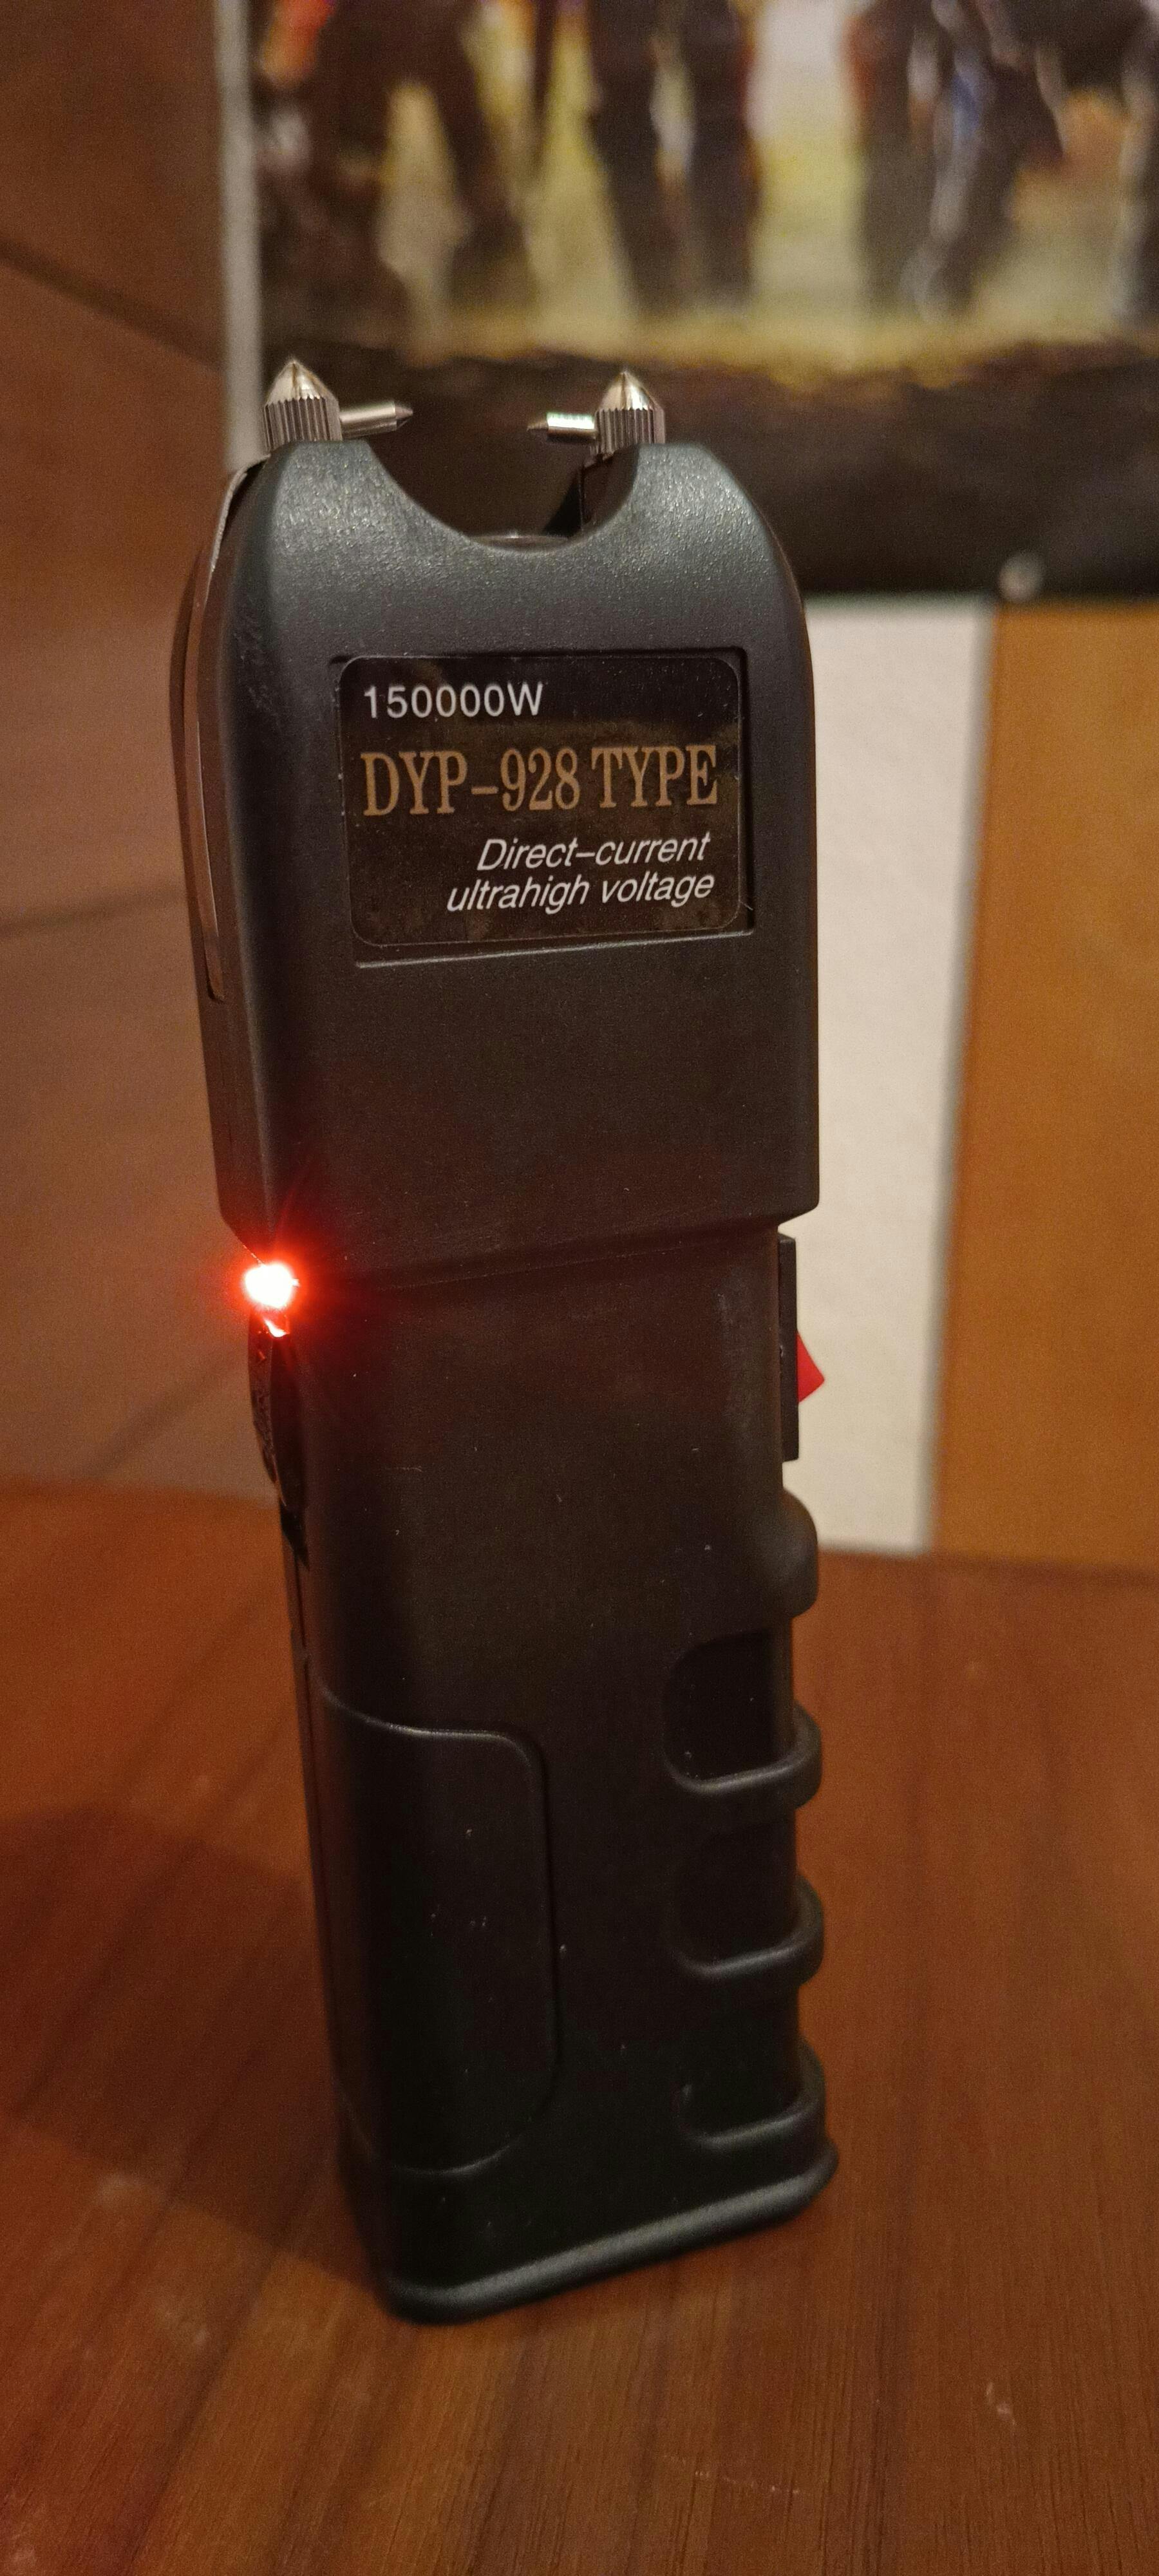 150000W
DYP-928 TYPE
Direct-current
ultrahigh voltage